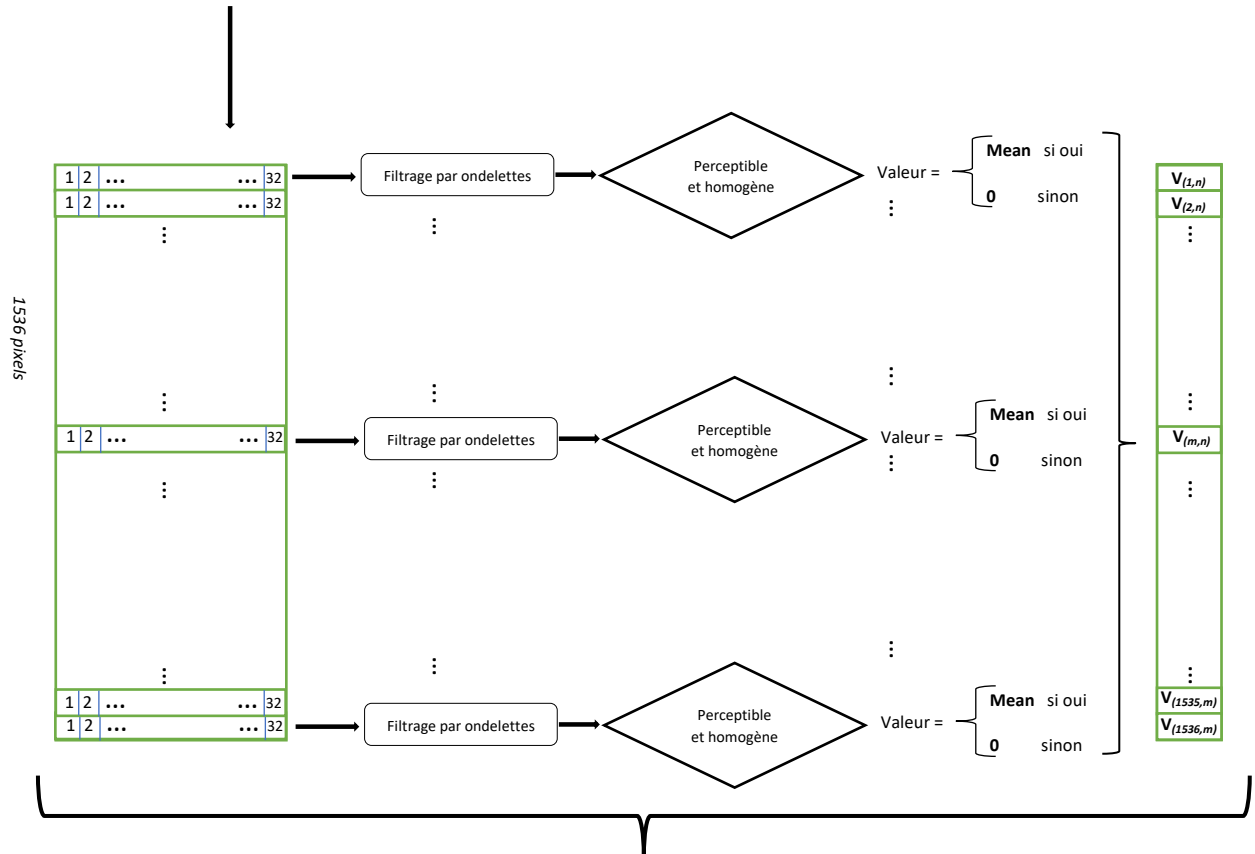 1 2 ... ... 32
1 2 ... ... 32
Filtrage par ondelettes
Perceptible
et homogène
Valeur =
Mean si oui
0 sinon
V(1,n)
V(2,n)
1536 pixels
1 2 ... ... 32
Filtrage par ondelettes
Perceptible
et homogène
Valeur =
Mean si oui
0 sinon
V(m,n)
1 2 ... ... 32
1 2 ... ... 32
Filtrage par ondelettes
Perceptible
et homogène
Valeur =
Mean si oui
0 sinon
V(1535,m)
V(1536,m)